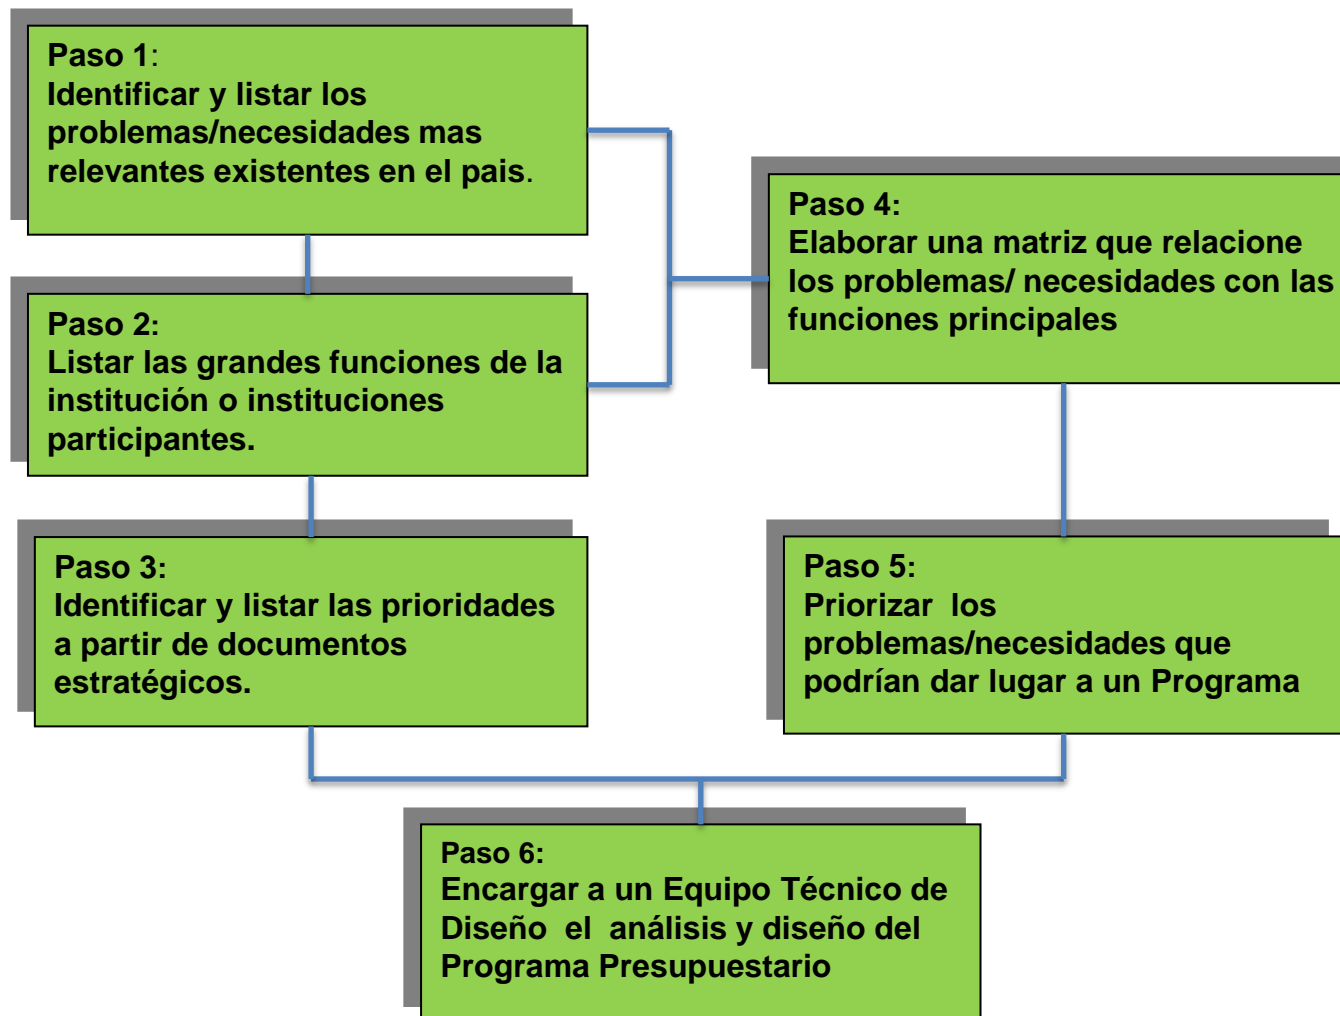 Paso 1:
Identificar y listar los
problemas/necesidades mas
relevantes existentes en el pais.
Paso 2:
Listar las grandes funciones de la
institución o instituciones
participantes.
Paso 3:
Identificar y listar las prioridades
a partir de documentos
estratégicos.
Paso 4:
Elaborar una matriz que relacione
los problemas/ necesidades con las
funciones principales
Paso 5:
Priorizar los
problemas/necesidades que
podrían dar lugar a un Programa
Paso 6:
Encargar a un Equipo Técnico de
Diseño el análisis y diseño del
Programa Presupuestario